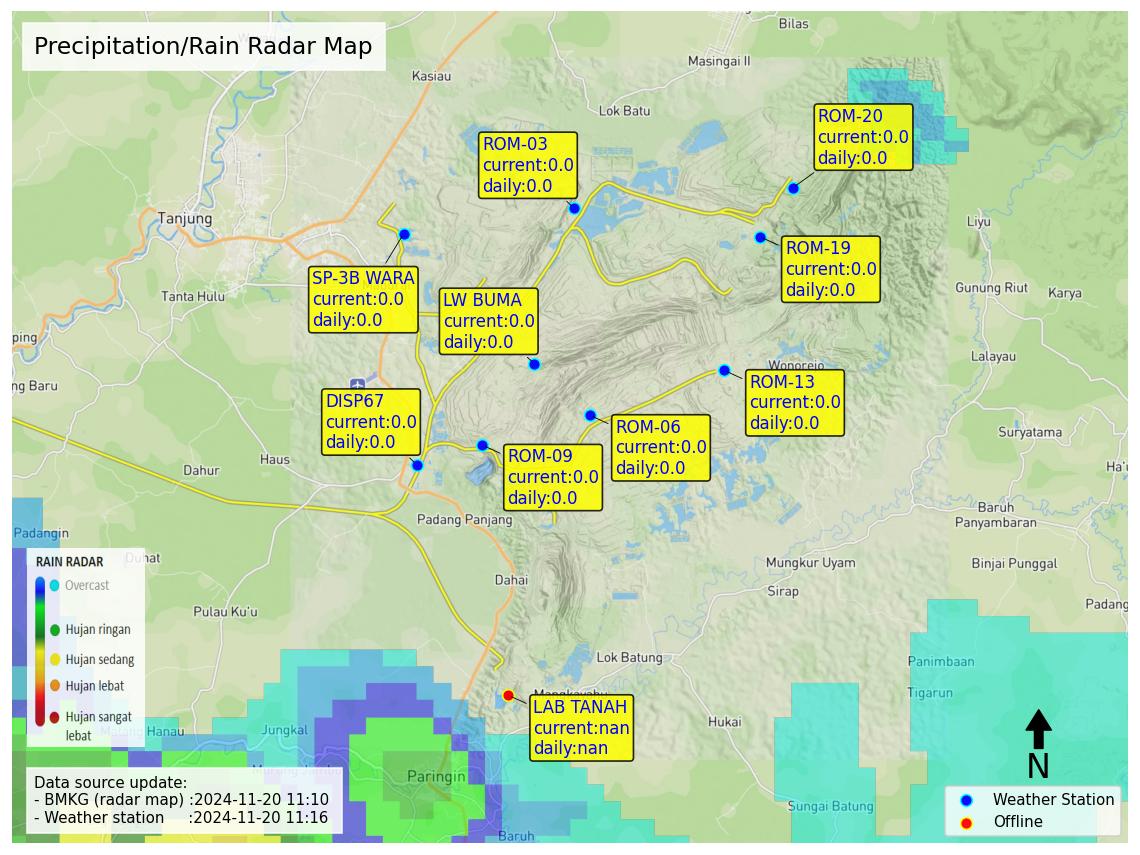 Precipitation/Rain Radar Map
Bilas
Masingai II
Kasiau
Lok Batu
ROM-20
current:0.0
daily:0.0
ROM-03
current:0.0
daily:0.0
Tanjung
Liyu
ROM-19
current:0.0
daily:0.0
SP-3B WARA
current:0.0
daily:0.0
Tanta Hulu
LW BUMA
current:0.0
daily:0.0
Gunung Riut
Karya
ping
Lalayau
Wonorejo
ng Baru
ROM-13
current:0.0
daily:0.0
DISP67
current:0.0
daily:0.0
ROM-06
current:0.0
daily:0.0
Suryatama
ROM-09
current:0.0
daily:0.0
Haus
Dahur
Ha'u
Baruh
Panyambaran
Padang Panjang
Padangin
Duhat
Mungkur Uyam
Binjai Punggal
Dahai
Sirap
Padang
Pulau Ku'u
RAIN RADAR
Overcast
Hujan ringan
Hujan sedang
Hujan lebat
Hujan sangat
lebat
Lok Batung
Panimbaan
Tigarun
Mangkayahu
LAB TANAH
current:nan
daily:nan
Hukai
Jungkal
Paringin
Sungai Batung
Baruh
N
Data source update:
- BMKG (radar map) :2024-11-20 11:10
- Weather station :2024-11-20 11:16
Weather Station
Offline